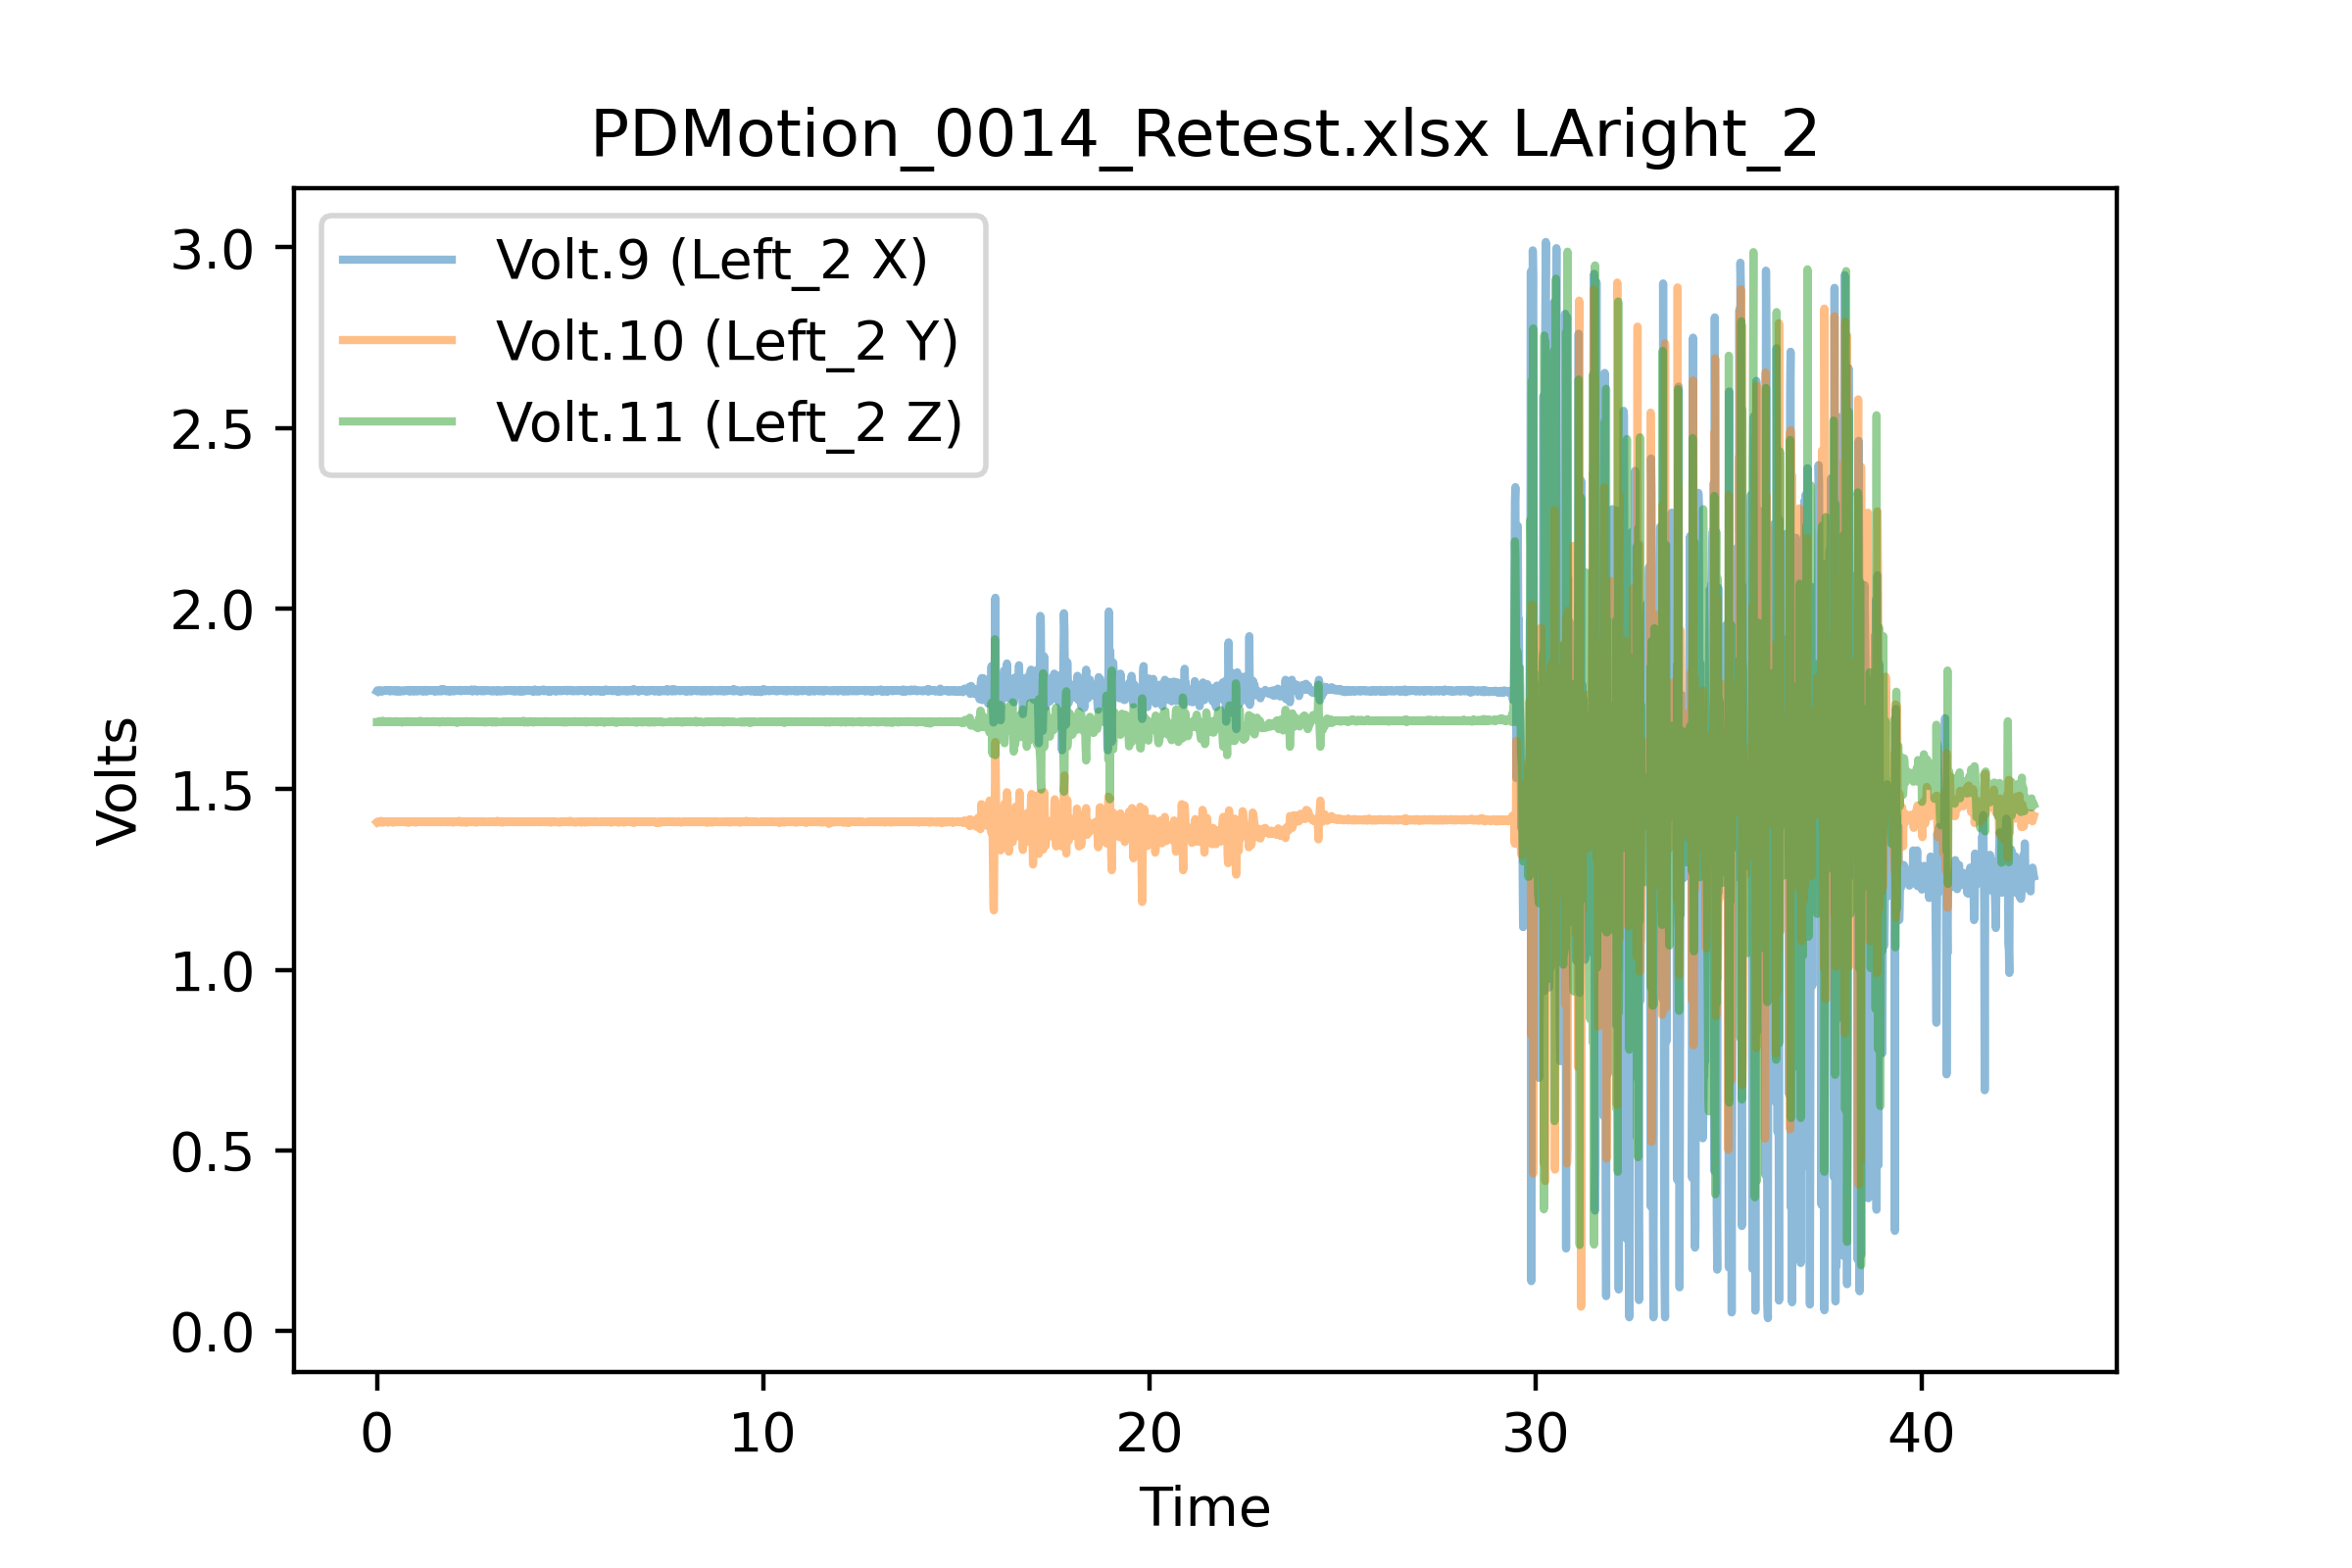 PDMotion_0014_Retest.xlsx LAright_2
Volt.9 (Left_2 X)
Volt.10 (Left_2 Y)
Volt.11 (Left_2 Z)
3.0
2.5
2.0
1.5
1.0
0.5
0.0
Volts
0 10 20 30 40
Time